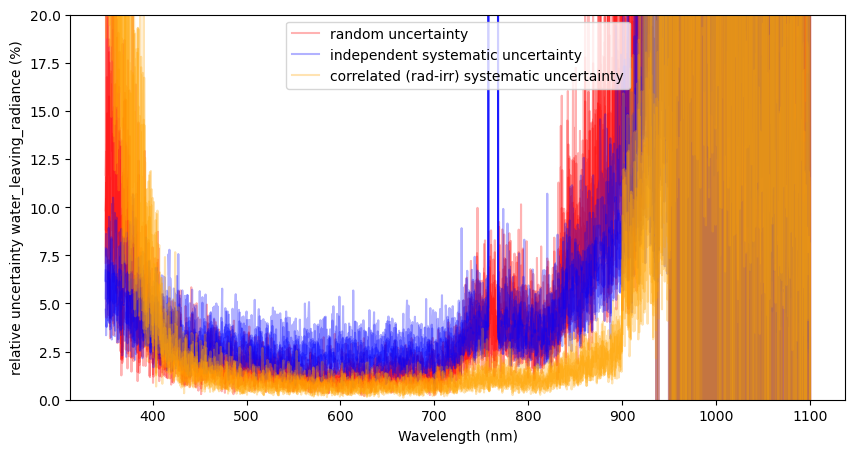 relative uncertainty water_leaving_radiance (%)
20.0
17.5
15.0
12.5
10.0
7.5
5.0
2.5
0.0
random uncertainty
independent systematic uncertainty
correlated (rad-irr) systematic uncertainty
400 500 600 700 800 900 1000 1100
Wavelength (nm)